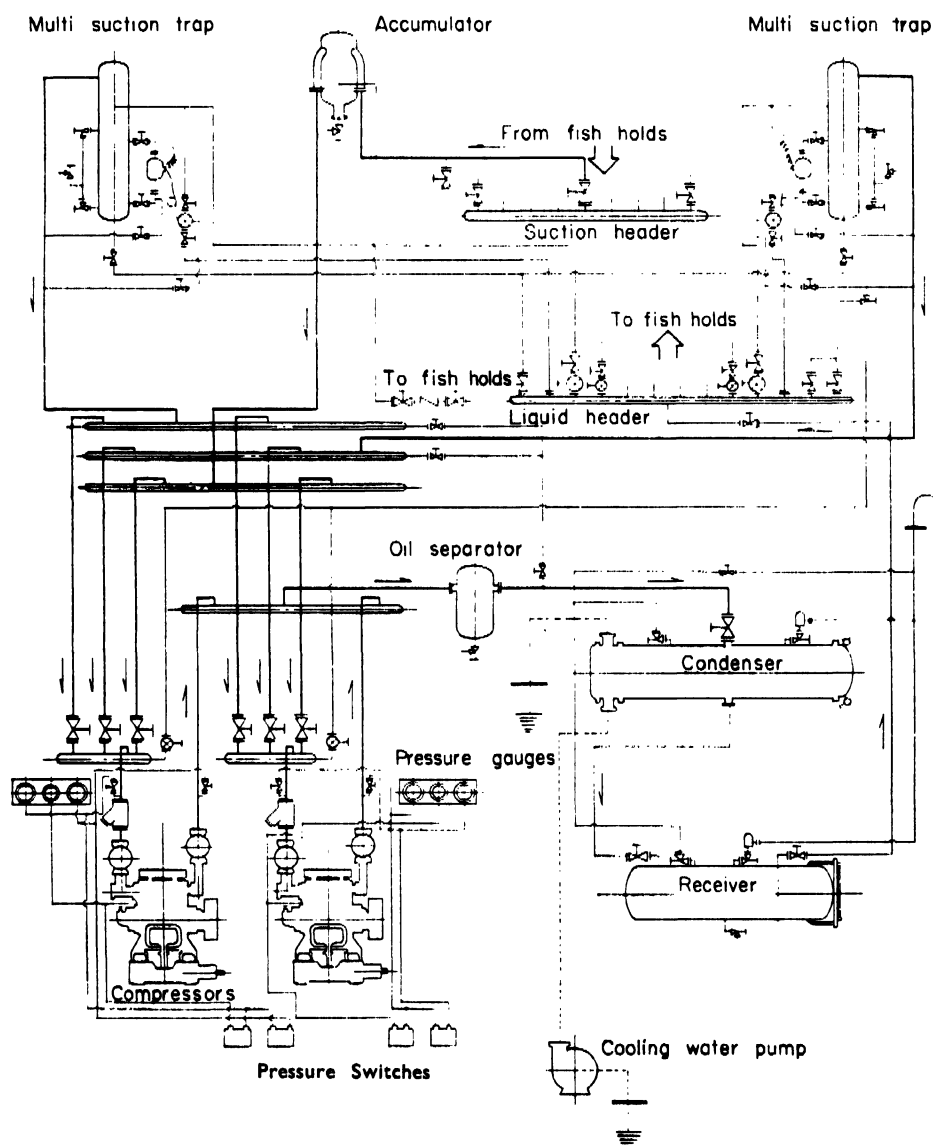 Multi suction trap
Accumulator
Multi suction trap
From fish holds
Suction header
To fish holds
To fish holds
Liquid header
Oil separator
Condenser
Pressure gauges
Receiver
Compressors
Cooling water pump
Pressure Switches